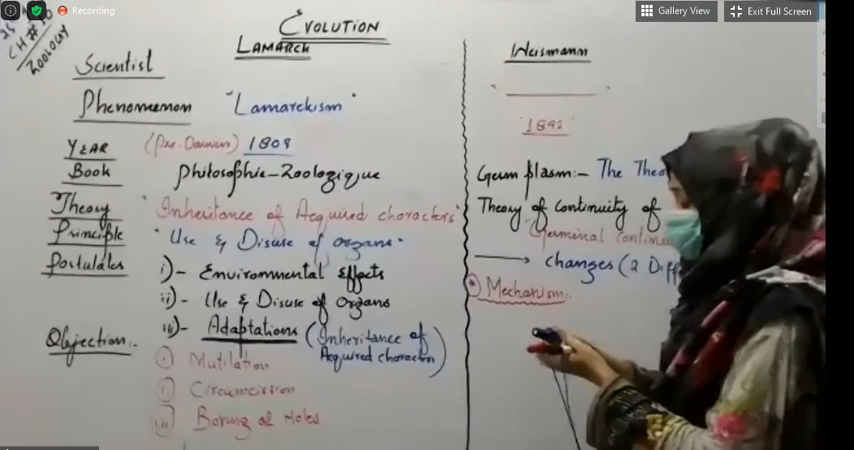 Recording
Gallery View
Exit Full Screen
CH #
ZOOLOGY
EVOLUTION
LAMARCK
Scientist
Phenomenon "Lamarckism"
YEAR (Pre-Darwin) 1809
Book Philosophie-Zoologique
Theory "Inheritance of Acquired characters"
Principle "Use & Disuse of organs."
Postulates i)- Environmental Effects
ii)- Use & Disuse of Organs
iii)- Adaptations (Inheritance of Acquired characters)
Objection:.
i Mutilation
Circumcission
iii Boring of Holes
Weismann
"1892"
Germ plasm:- The Theo
Theory of Continuity of
Germinal Continu
changes (2 Diff
Mechanism:.